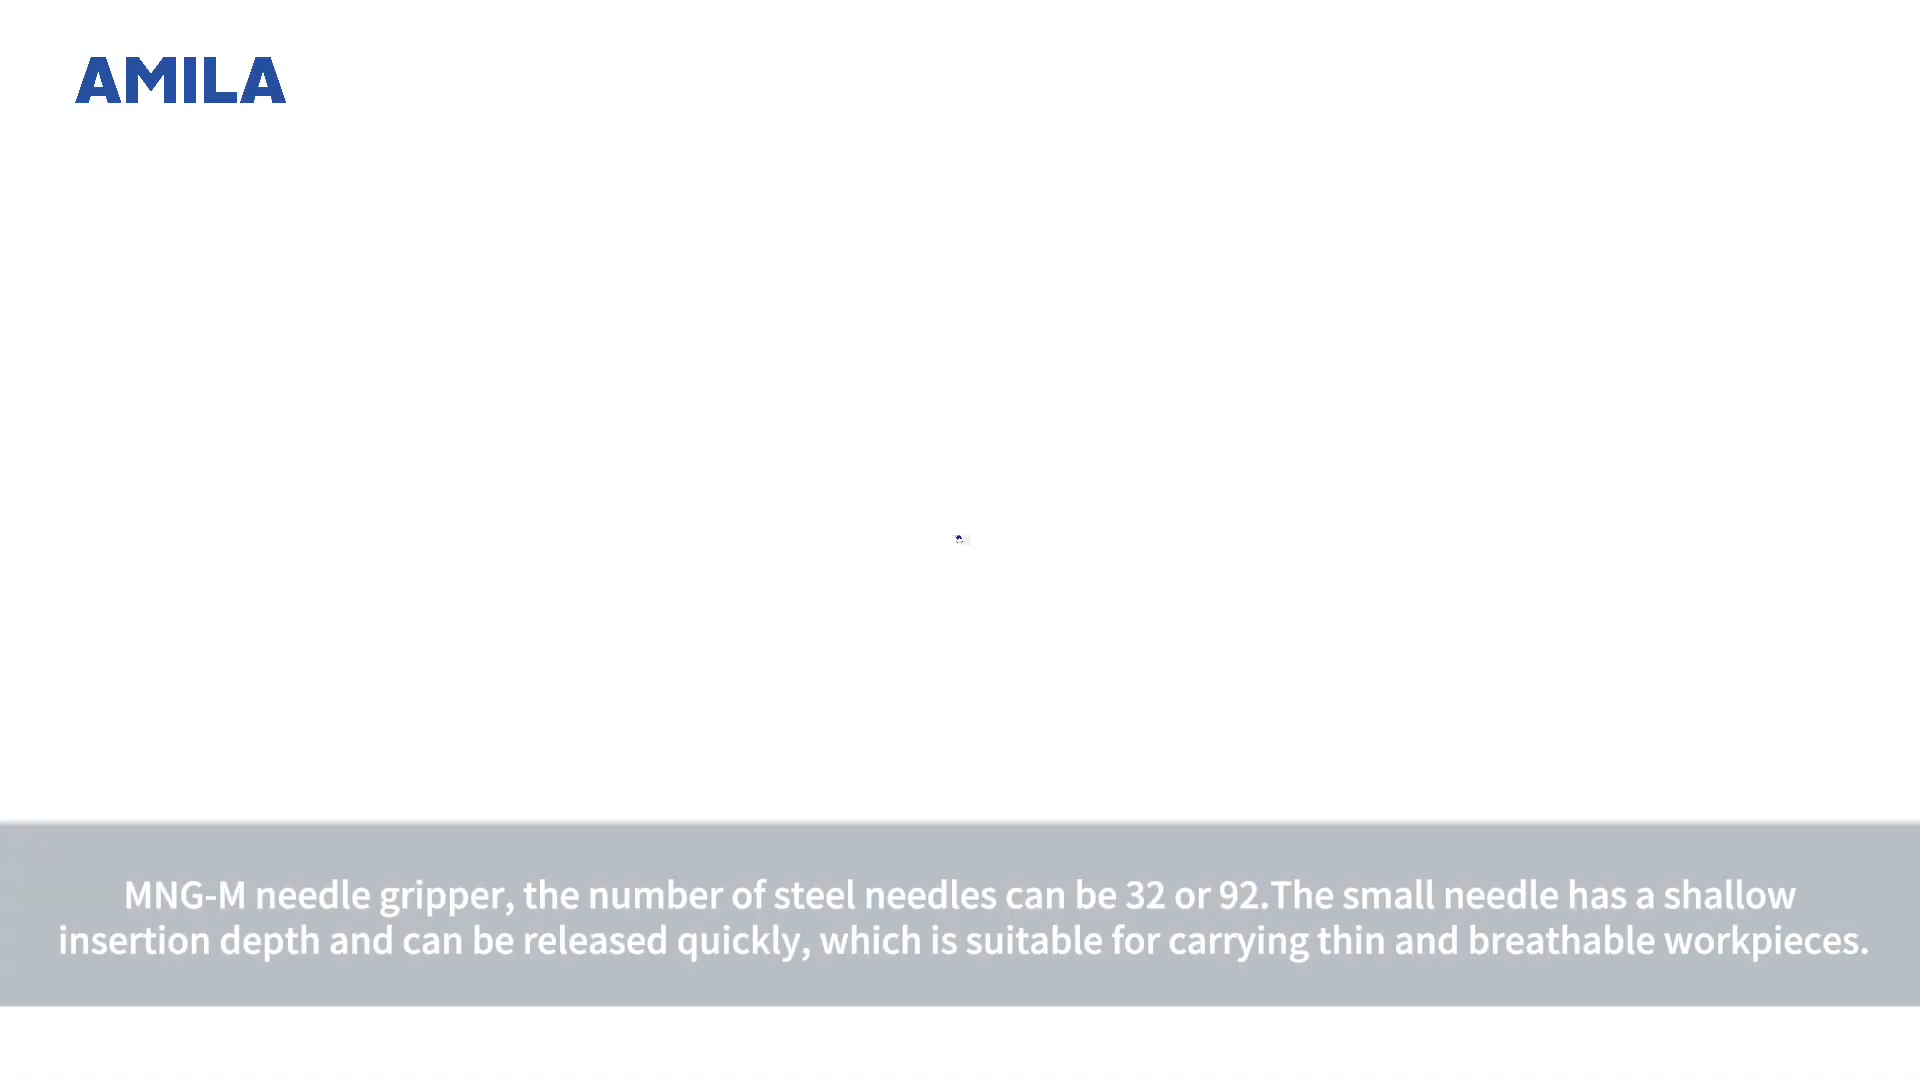 AMILA
MNG-M needle gripper, the number of steel needles can be 32 or 92.The small needle has a shallow
insertion depth and can be released quickly, which is suitable for carrying thin and breathable workpieces.